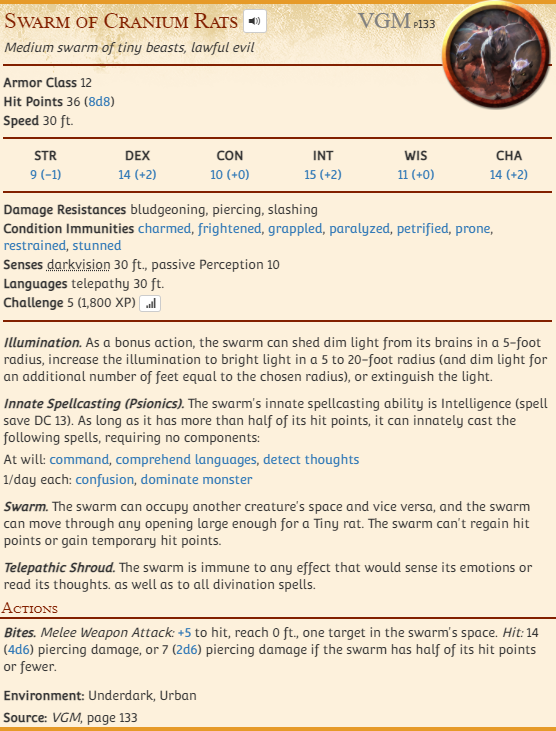 Swarm of Cranium Rats VGM p133
Medium swarm of tiny beasts, lawful evil
Armor Class 12
Hit Points 36 (8d8)
Speed 30 ft.
STR DEX CON INT WIS CHA
9 (−1) 14 (+2) 10 (+0) 15 (+2) 11 (+0) 14 (+2)
Damage Resistances bludgeoning, piercing, slashing
Condition Immunities charmed, frightened, grappled, paralyzed, petrified, prone,
restrained, stunned
Senses darkvision 30 ft., passive Perception 10
Languages telepathy 30 ft.
Challenge 5 (1,800 XP)
Illumination. As a bonus action, the swarm can shed dim light from its brains in a 5-foot
radius, increase the illumination to bright light in a 5 to 20-foot radius (and dim light for
an additional number of feet equal to the chosen radius), or extinguish the light.
Innate Spellcasting (Psionics). The swarm's innate spellcasting ability is Intelligence (spell
save DC 13). As long as it has more than half of its hit points, it can innately cast the
following spells, requiring no components:
At will: command, comprehend languages, detect thoughts
1/day each: confusion, dominate monster
Swarm. The swarm can occupy another creature's space and vice versa, and the swarm
can move through any opening large enough for a Tiny rat. The swarm can't regain hit
points or gain temporary hit points.
Telepathic Shroud. The swarm is immune to any effect that would sense its emotions or
read its thoughts. as well as to all divination spells.
Actions
Bites. Melee Weapon Attack: +5 to hit, reach 0 ft., one target in the swarm's space. Hit: 14
(4d6) piercing damage, or 7 (2d6) piercing damage if the swarm has half of its hit points
or fewer.
Environment: Underdark, Urban
Source: VGM, page 133